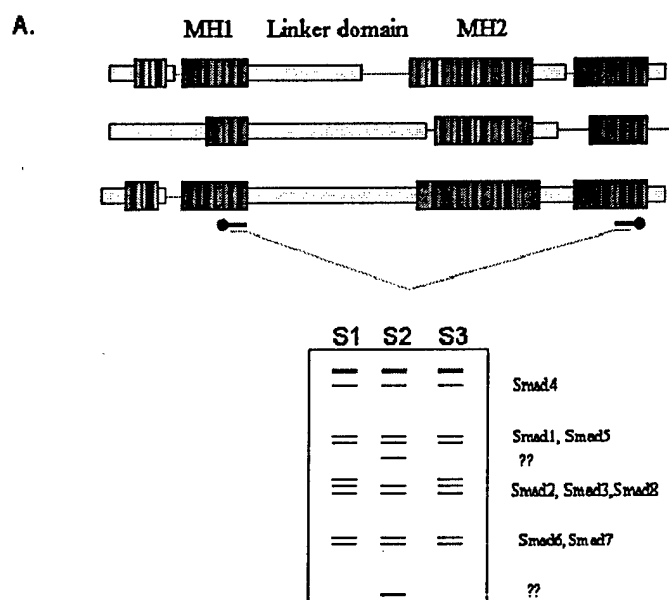 A.
MH1 Linker domain MH2
S1 S2 S3
Smad4
Smad1, Smad5
??
Smad2, Smad3,Smad8
Smad6, Smad7
??